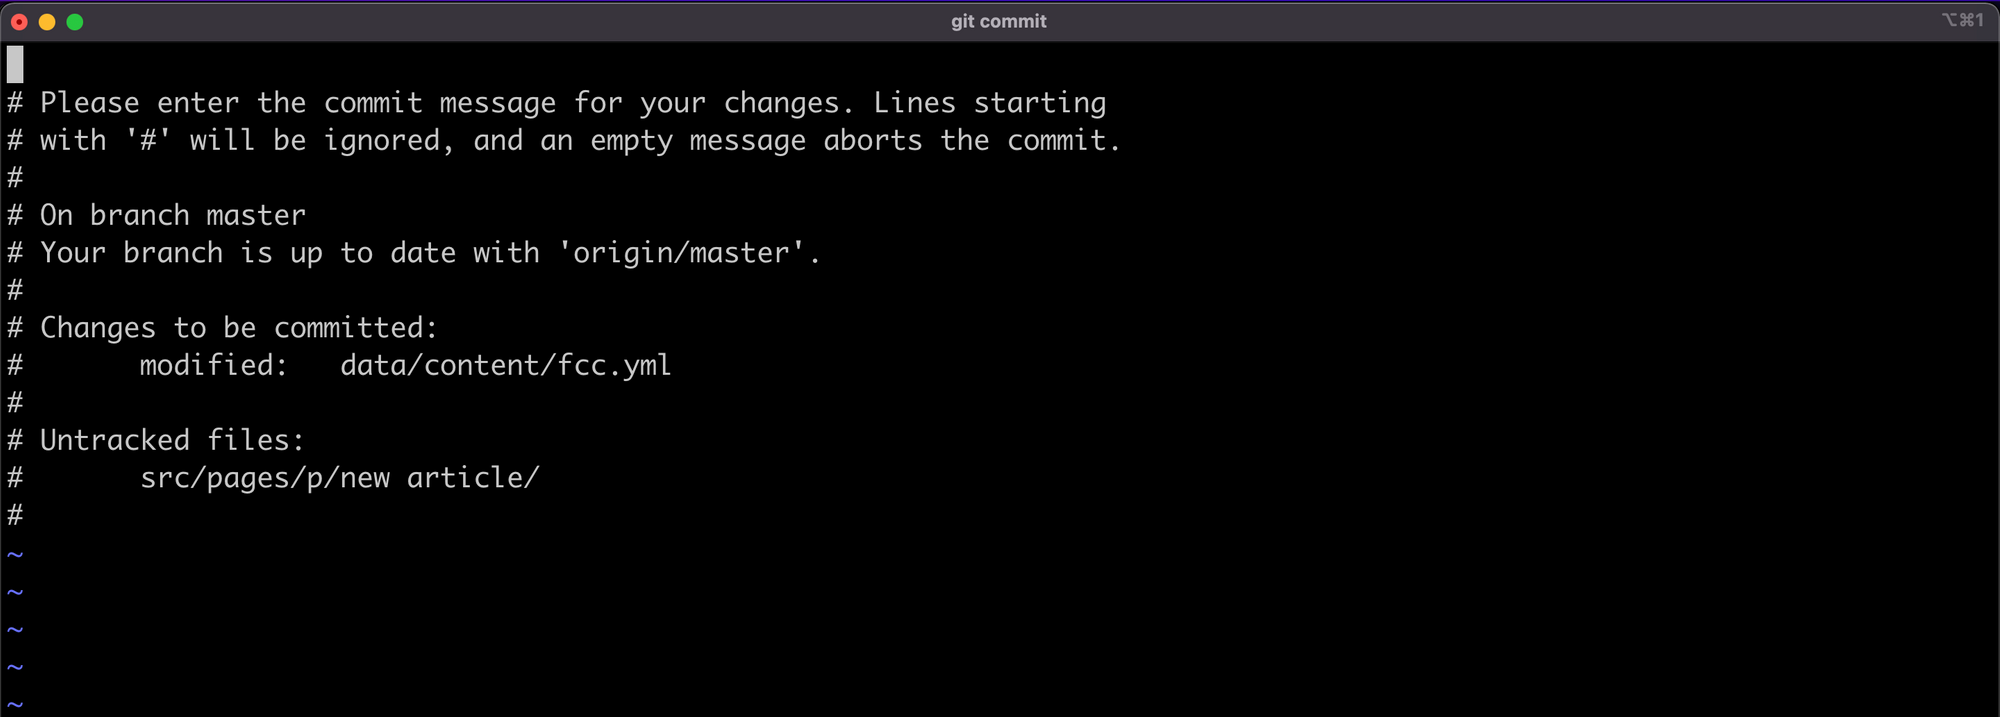 git commit
⌥⌘1
# Please enter the commit message for your changes. Lines starting
# with '#' will be ignored, and an empty message aborts the commit.
#
# On branch master
# Your branch is up to date with 'origin/master'.
#
# Changes to be committed:
#       modified:   data/content/fcc.yml
#
# Untracked files:
#       src/pages/p/new article/
#
~
~
~
~
~